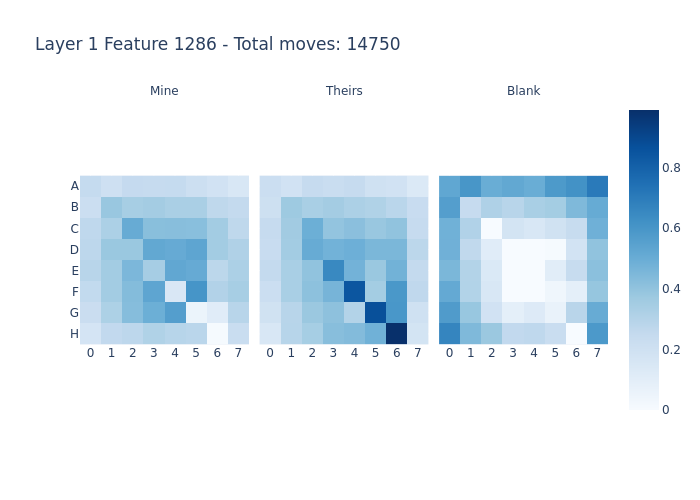 Layer 1 Feature 1286 - Total moves: 14750
Mine Theirs Blank
0.8
A
B
C
0.6
D
E
0.4
F
G
0.2
H
0 1 2 3 4 5 6 7 0 1 2 3 4 5 6 7 0 1 2 3 4 5 6 7
0